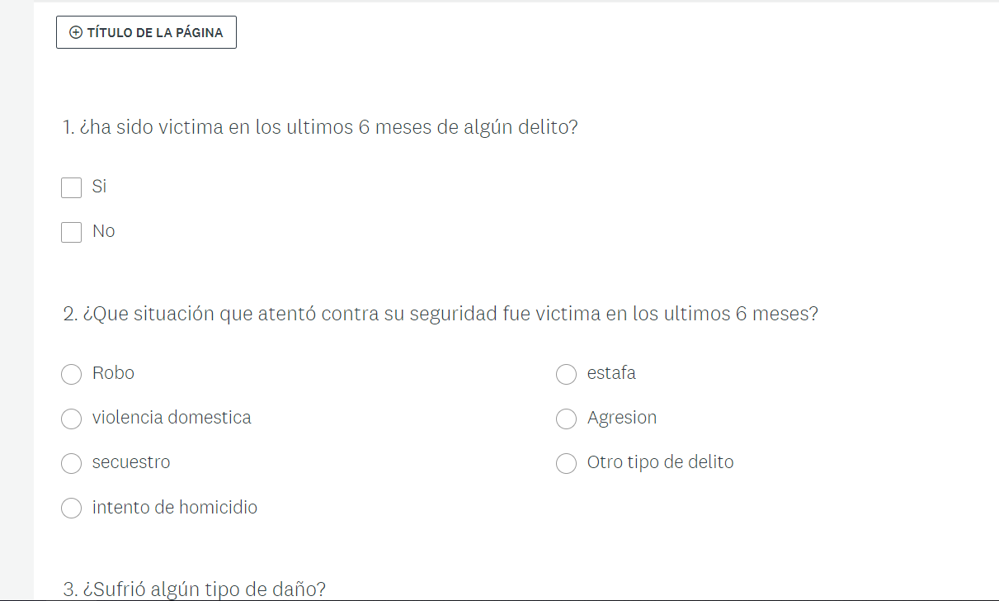 TÍTULO DE LA PÁGINA
1. ¿ha sido victima en los ultimos 6 meses de algún delito?
Si
No
2. ¿Que situación que atentó contra su seguridad fue victima en los ultimos 6 meses?
Robo
violencia domestica
secuestro
intento de homicidio
estafa
Agresion
Otro tipo de delito
3. ¿Sufrió algún tipo de daño?